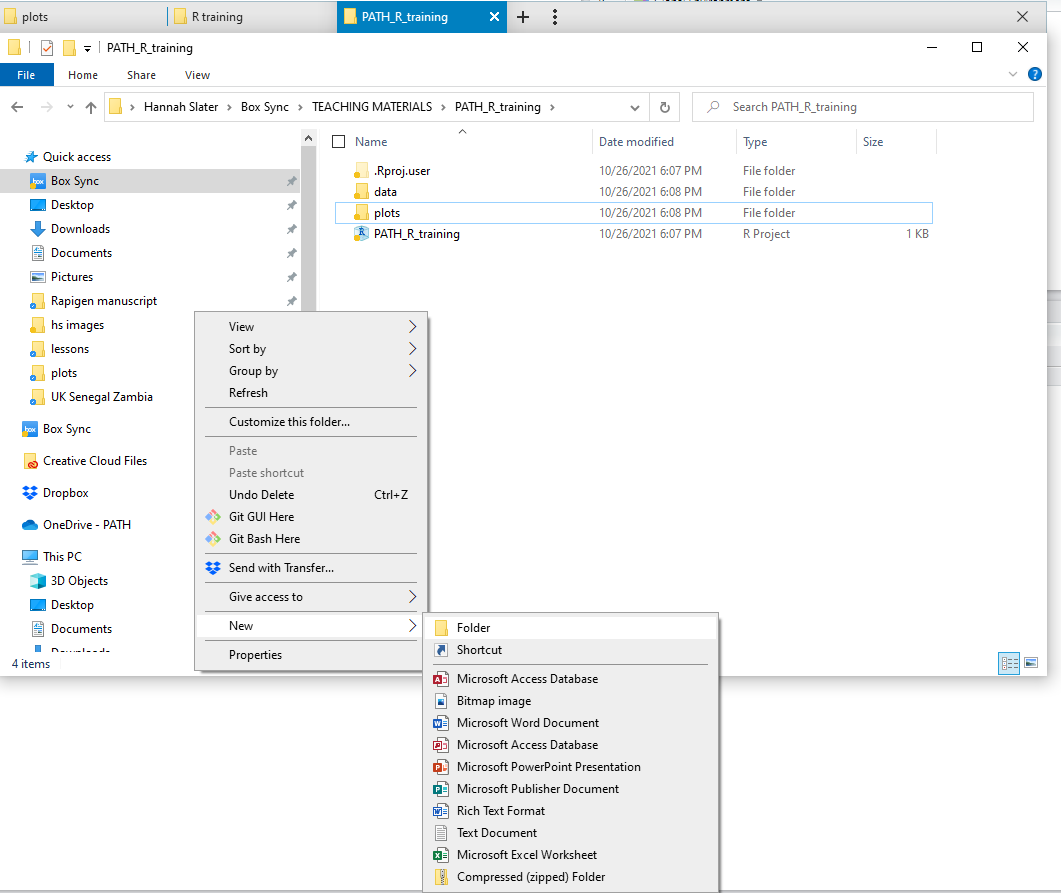 plots
R training
PATH_R_training
PATH_R_training
File
Home
Share
View
Hannah Slater
Box Sync
TEACHING MATERIALS
PATH_R_training
Search PATH_R_training
Name
Date modified
Type
Size
.Rproj.user
10/26/2021 6:07 PM
File folder
data
10/26/2021 6:08 PM
File folder
plots
10/26/2021 6:08 PM
File folder
PATH_R_training
10/26/2021 6:07 PM
R Project
1 KB
Quick access
Box Sync
Desktop
Downloads
Documents
Pictures
Rapigen manuscript
hs images
lessons
plots
UK Senegal Zambia
Box Sync
Creative Cloud Files
Dropbox
OneDrive - PATH
This PC
3D Objects
Desktop
Documents
Downloads
4 items
View
Sort by
Group by
Refresh
Customize this folder...
Paste
Paste shortcut
Undo Delete Ctrl+Z
Git GUI Here
Git Bash Here
Send with Transfer...
Give access to
New
Properties
Folder
Shortcut
Microsoft Access Database
Bitmap image
Microsoft Word Document
Microsoft Access Database
Microsoft PowerPoint Presentation
Microsoft Publisher Document
Rich Text Format
Text Document
Microsoft Excel Worksheet
Compressed (zipped) Folder